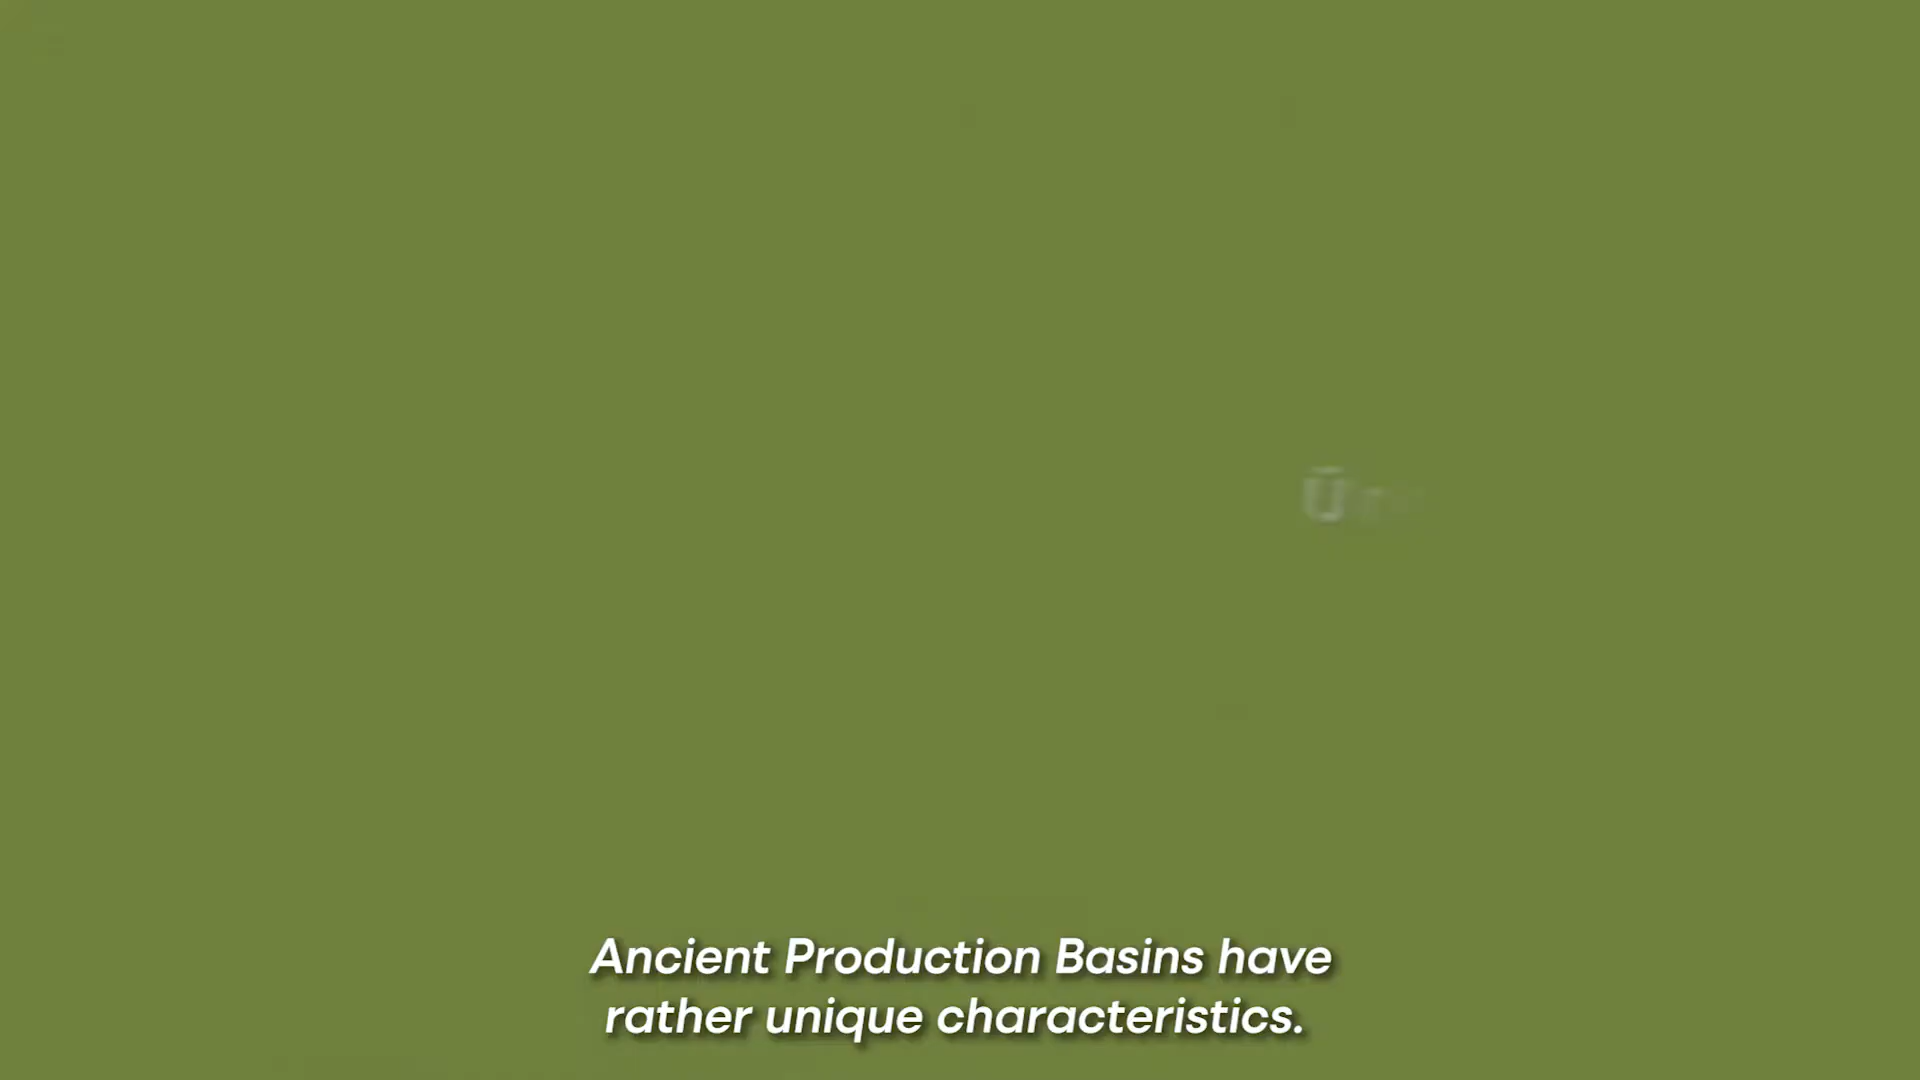 Ancient Production Basins have
rather unique characteristics.